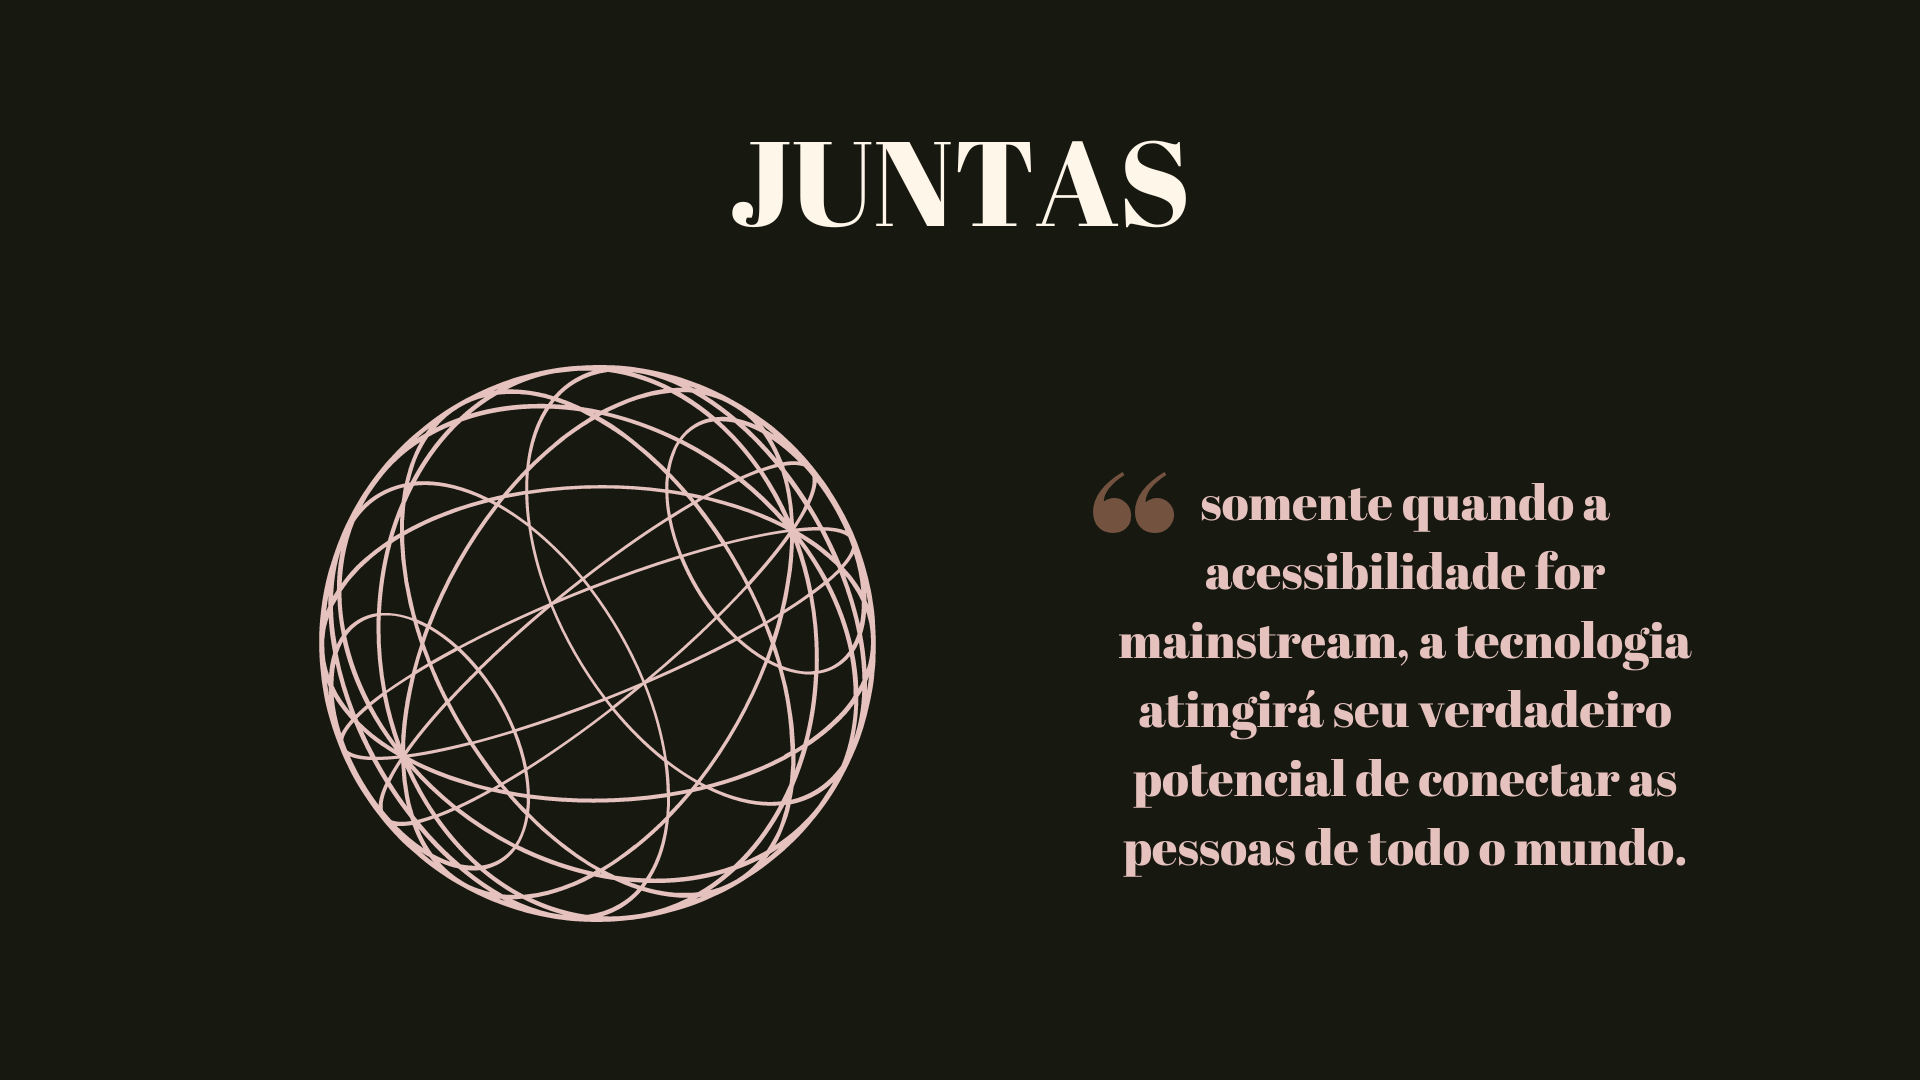 JUNTAS
“ somente quando a
acessibilidade for
mainstream, a tecnologia
atingirá seu verdadeiro
potencial de conectar as
pessoas de todo o mundo.